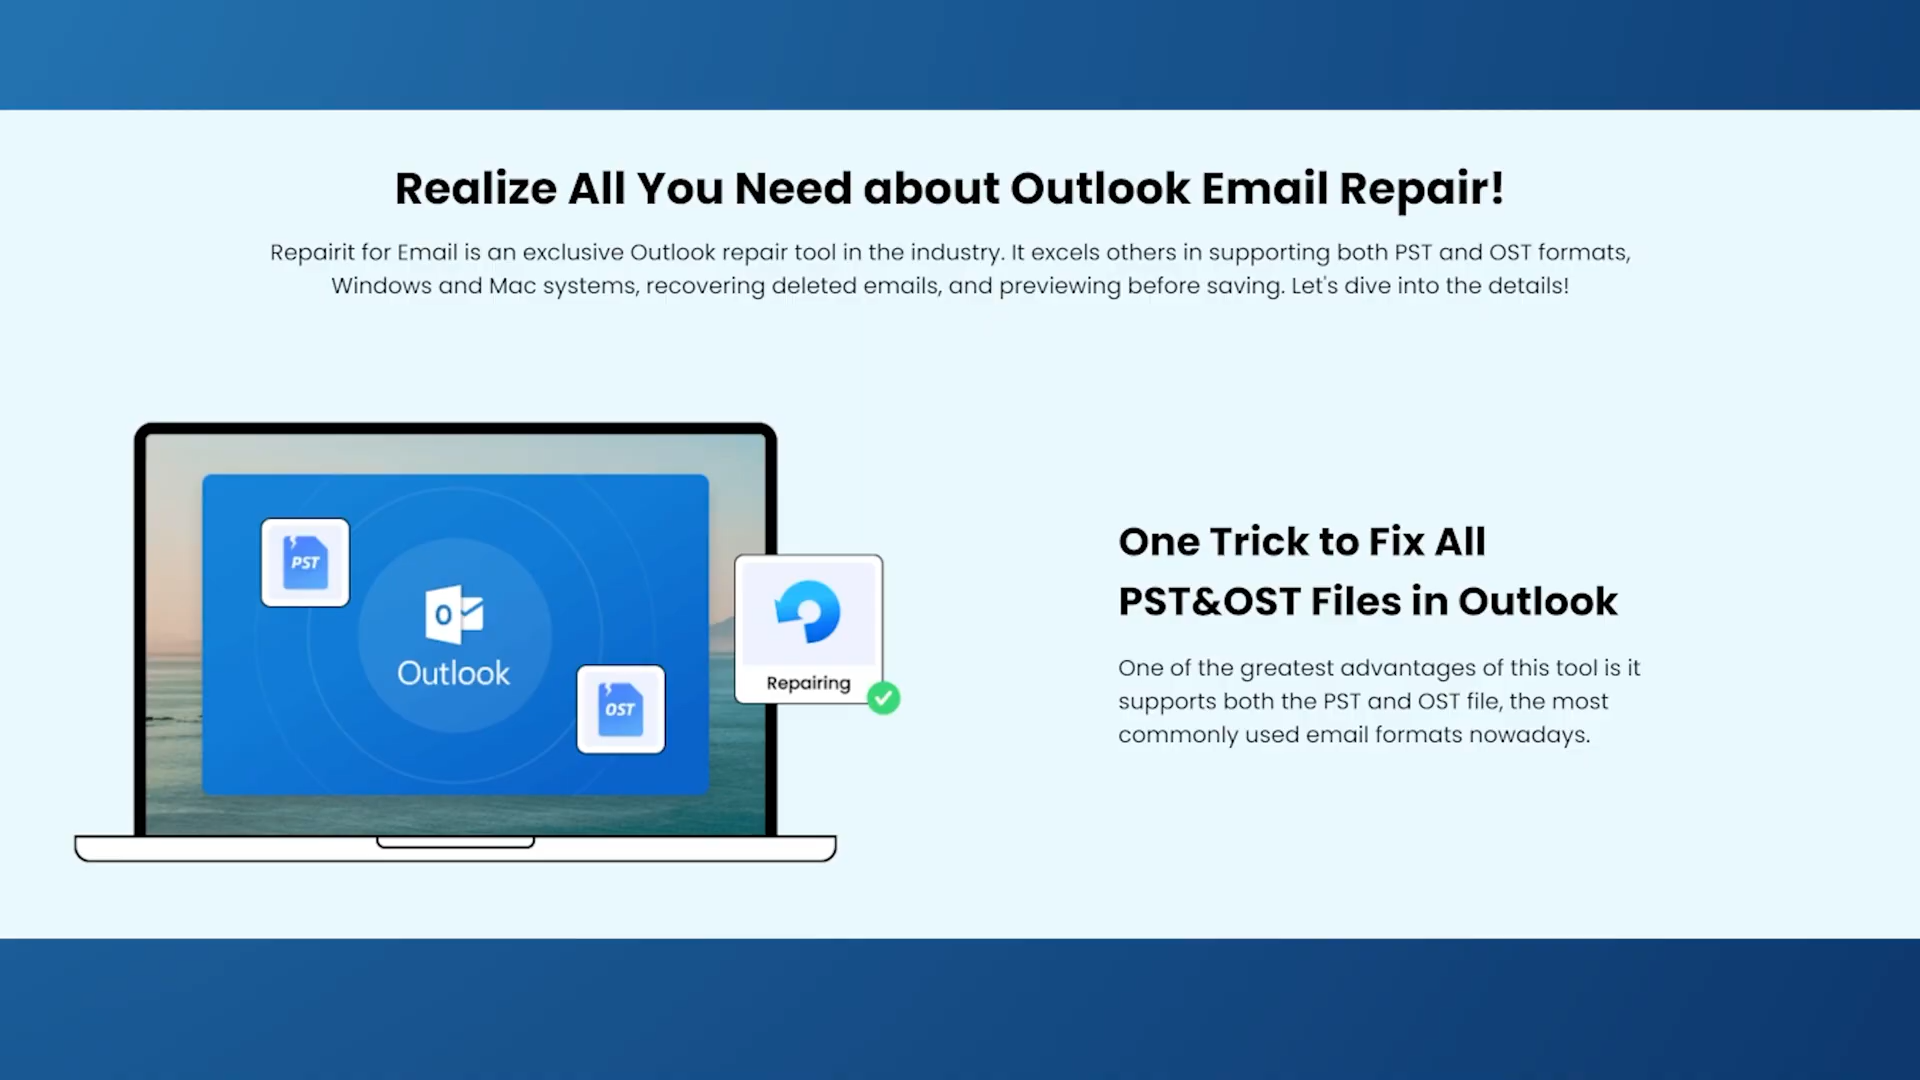 Realize All You Need about Outlook Email Repair!
Repairit for Email is an exclusive Outlook repair tool in the industry. It excels others in supporting both PST and OST formats,
Windows and Mac systems, recovering deleted emails, and previewing before saving. Let's dive into the details!
PST
O
Outlook
OST
Repairing
One Trick to Fix All
PST&OST Files in Outlook
One of the greatest advantages of this tool is it
supports both the PST and OST file, the most
commonly used email formats nowadays.